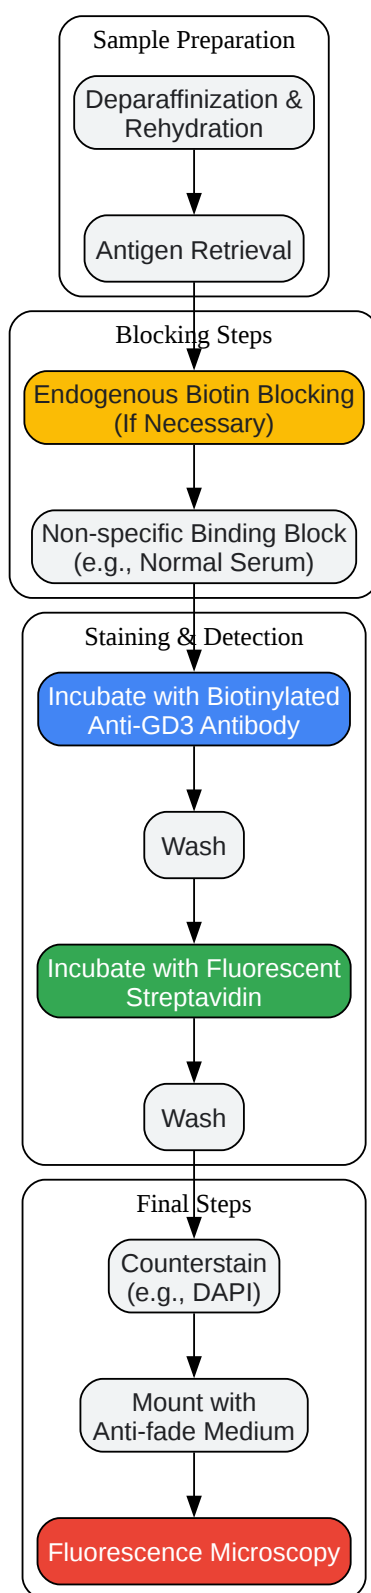 Sample Preparation
Deparaffinization &
Rehydration
Antigen Retrieval
Blocking Steps
Endogenous Biotin Blocking
(If Necessary)
Non-specific Binding Block
(e.g., Normal Serum)
Staining & Detection
Incubate with Biotinylated
Anti-GD3 Antibody
Wash
Incubate with Fluorescent
Streptavidin
Wash
Final Steps
Counterstain
(e.g., DAPI)
Mount with
Anti-fade Medium
Fluorescence Microscopy